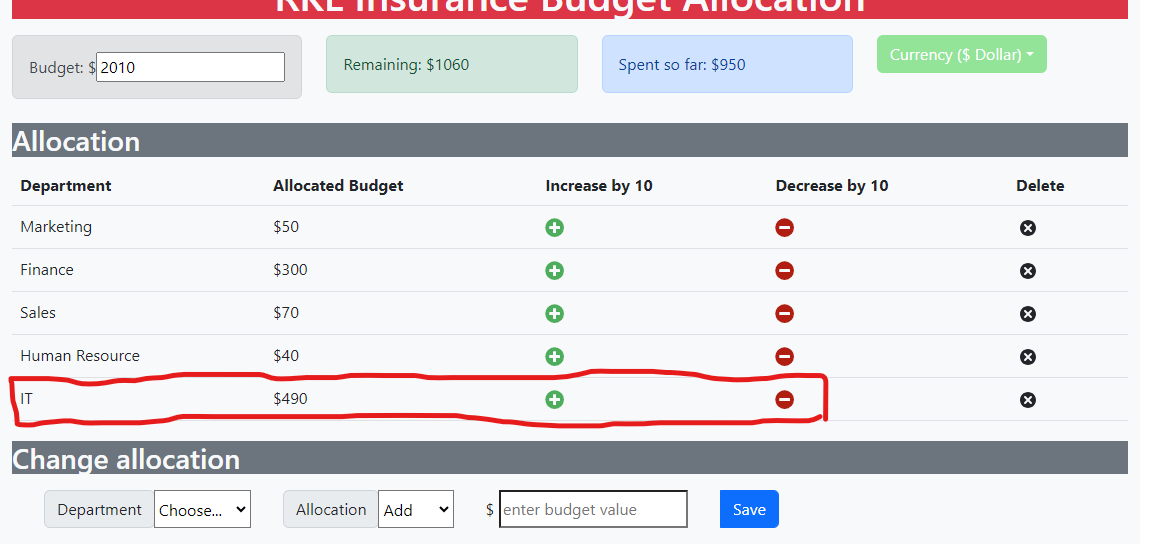 Insurance Budget Allocation
Budget: $ 2010
Remaining: $1060
Spent so far: $950
Currency ($ Dollar)
Allocation
Department Allocated Budget Increase by 10 Decrease by 10 Delete
Marketing $50
Finance $300
Sales $70
Human Resource $40
IT $490
Change allocation
Department Choose... Allocation Add $ enter budget value Save